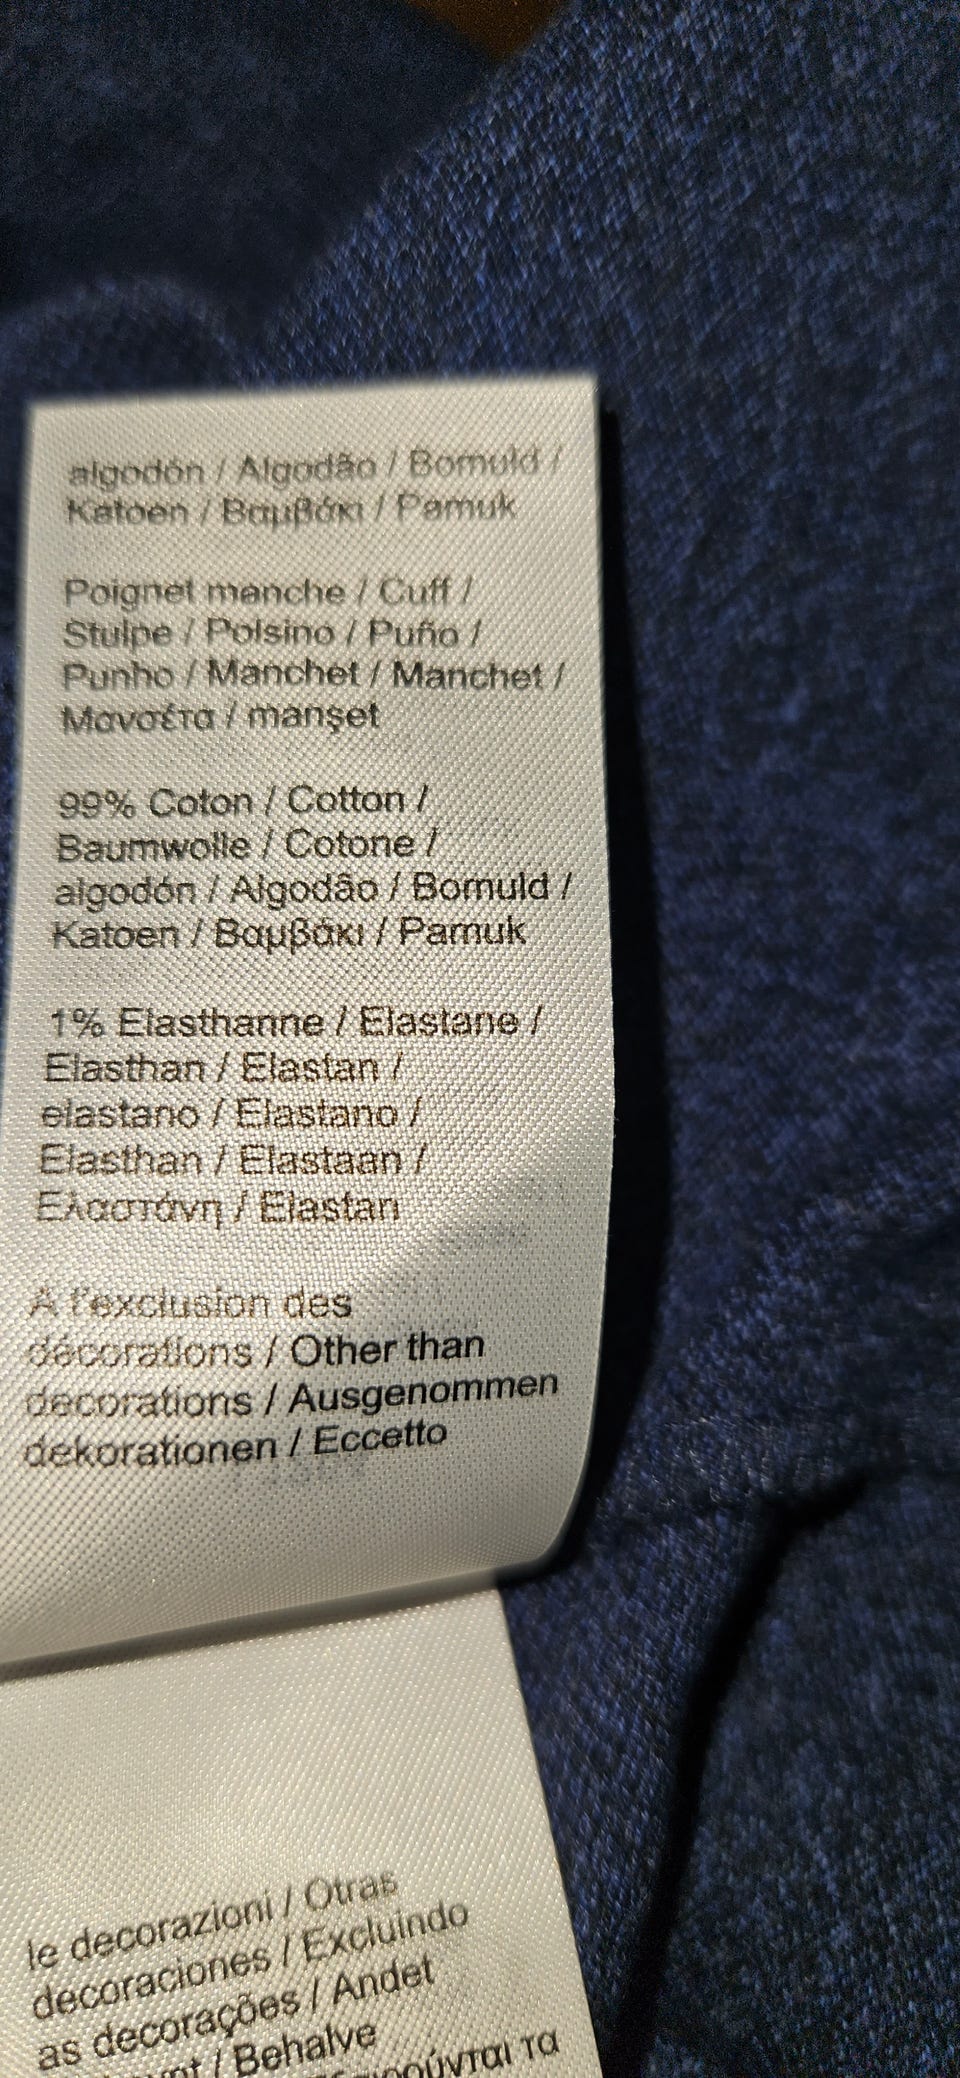 algodón / Algodão / Bomuld /
Katoen / Βαμβάκι / Pamuk
Poignet manche / Cuff /
Stulpe / Polsino / Puño /
Punho / Manchet / Manchet /
Μανσέτα / manşet
99% Coton / Cotton /
Baumwolle / Cotone /
algodón / Algodão / Bomuld /
Katoen / Βαμβάκι / Pamuk
1% Elasthanne / Elastane /
Elasthan / Elastan /
elastano / Elastano /
Elasthan / Elastaan /
Ελαστάνη / Elastan
A l'exclusion des
décorations / Other than
decorations / Ausgenommen
dekorationen / Eccetto
le decorazioni / Otras
decoraciones / Excluindo
as decorações / Andet
/ Behalve
τα